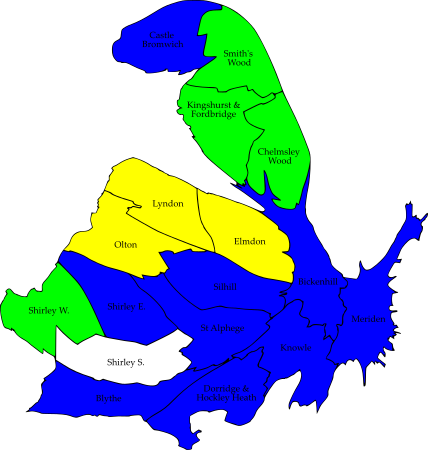 Castle
Bromwich
Smith's
Wood
Kingshurst &
Fordbridge
Chelmsley
Wood
Lyndon
Olton
Elmdon
Silhill
Bickenhill
Shirley W.
Shirley E.
St Alphege
Meriden
Knowle
Shirley S.
Dorridge &
Hockley Heath
Blythe